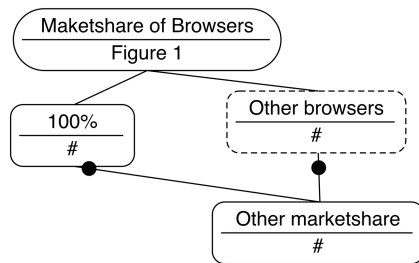 Maketshare of Browsers
Figure 1
100%
#
Other browsers
#
Other marketshare
#